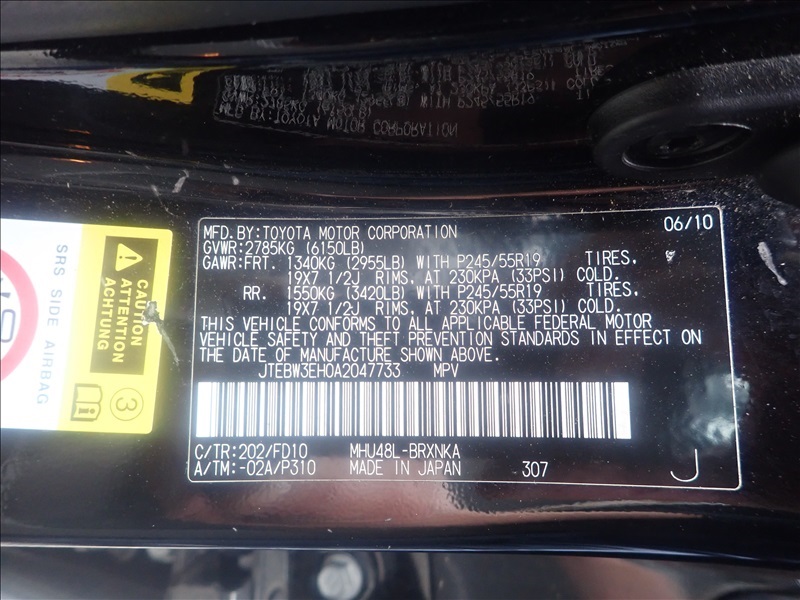 MFD. BY: TOYOTA MOTOR CORPORATION 06/10
GVWR: 2785KG (6150LB)
GAWR: FRT. 1340KG (2955LB) WITH P245/55R19 TIRES,
19X7 1/2J RIMS, AT 230KPA (33PSI) COLD.
RR. 1550KG (3420LB) WITH P245/55R19 TIRES,
19X7 1/2J RIMS, AT 230KPA (33PSI) COLD.
THIS VEHICLE CONFORMS TO ALL APPLICABLE FEDERAL MOTOR
VEHICLE SAFETY AND THEFT PREVENTION STANDARDS IN EFFECT ON
THE DATE OF MANUFACTURE SHOWN ABOVE.
JTEBW3EH0A2047733 MPV
C/TR: 202/FD10 MHU48L-BRXNKA
A/TM: -02A/P310 MADE IN JAPAN 307 J
SRS SIDE AIRBAG
CAUTION
ATTENTION
ACHTUNG
3